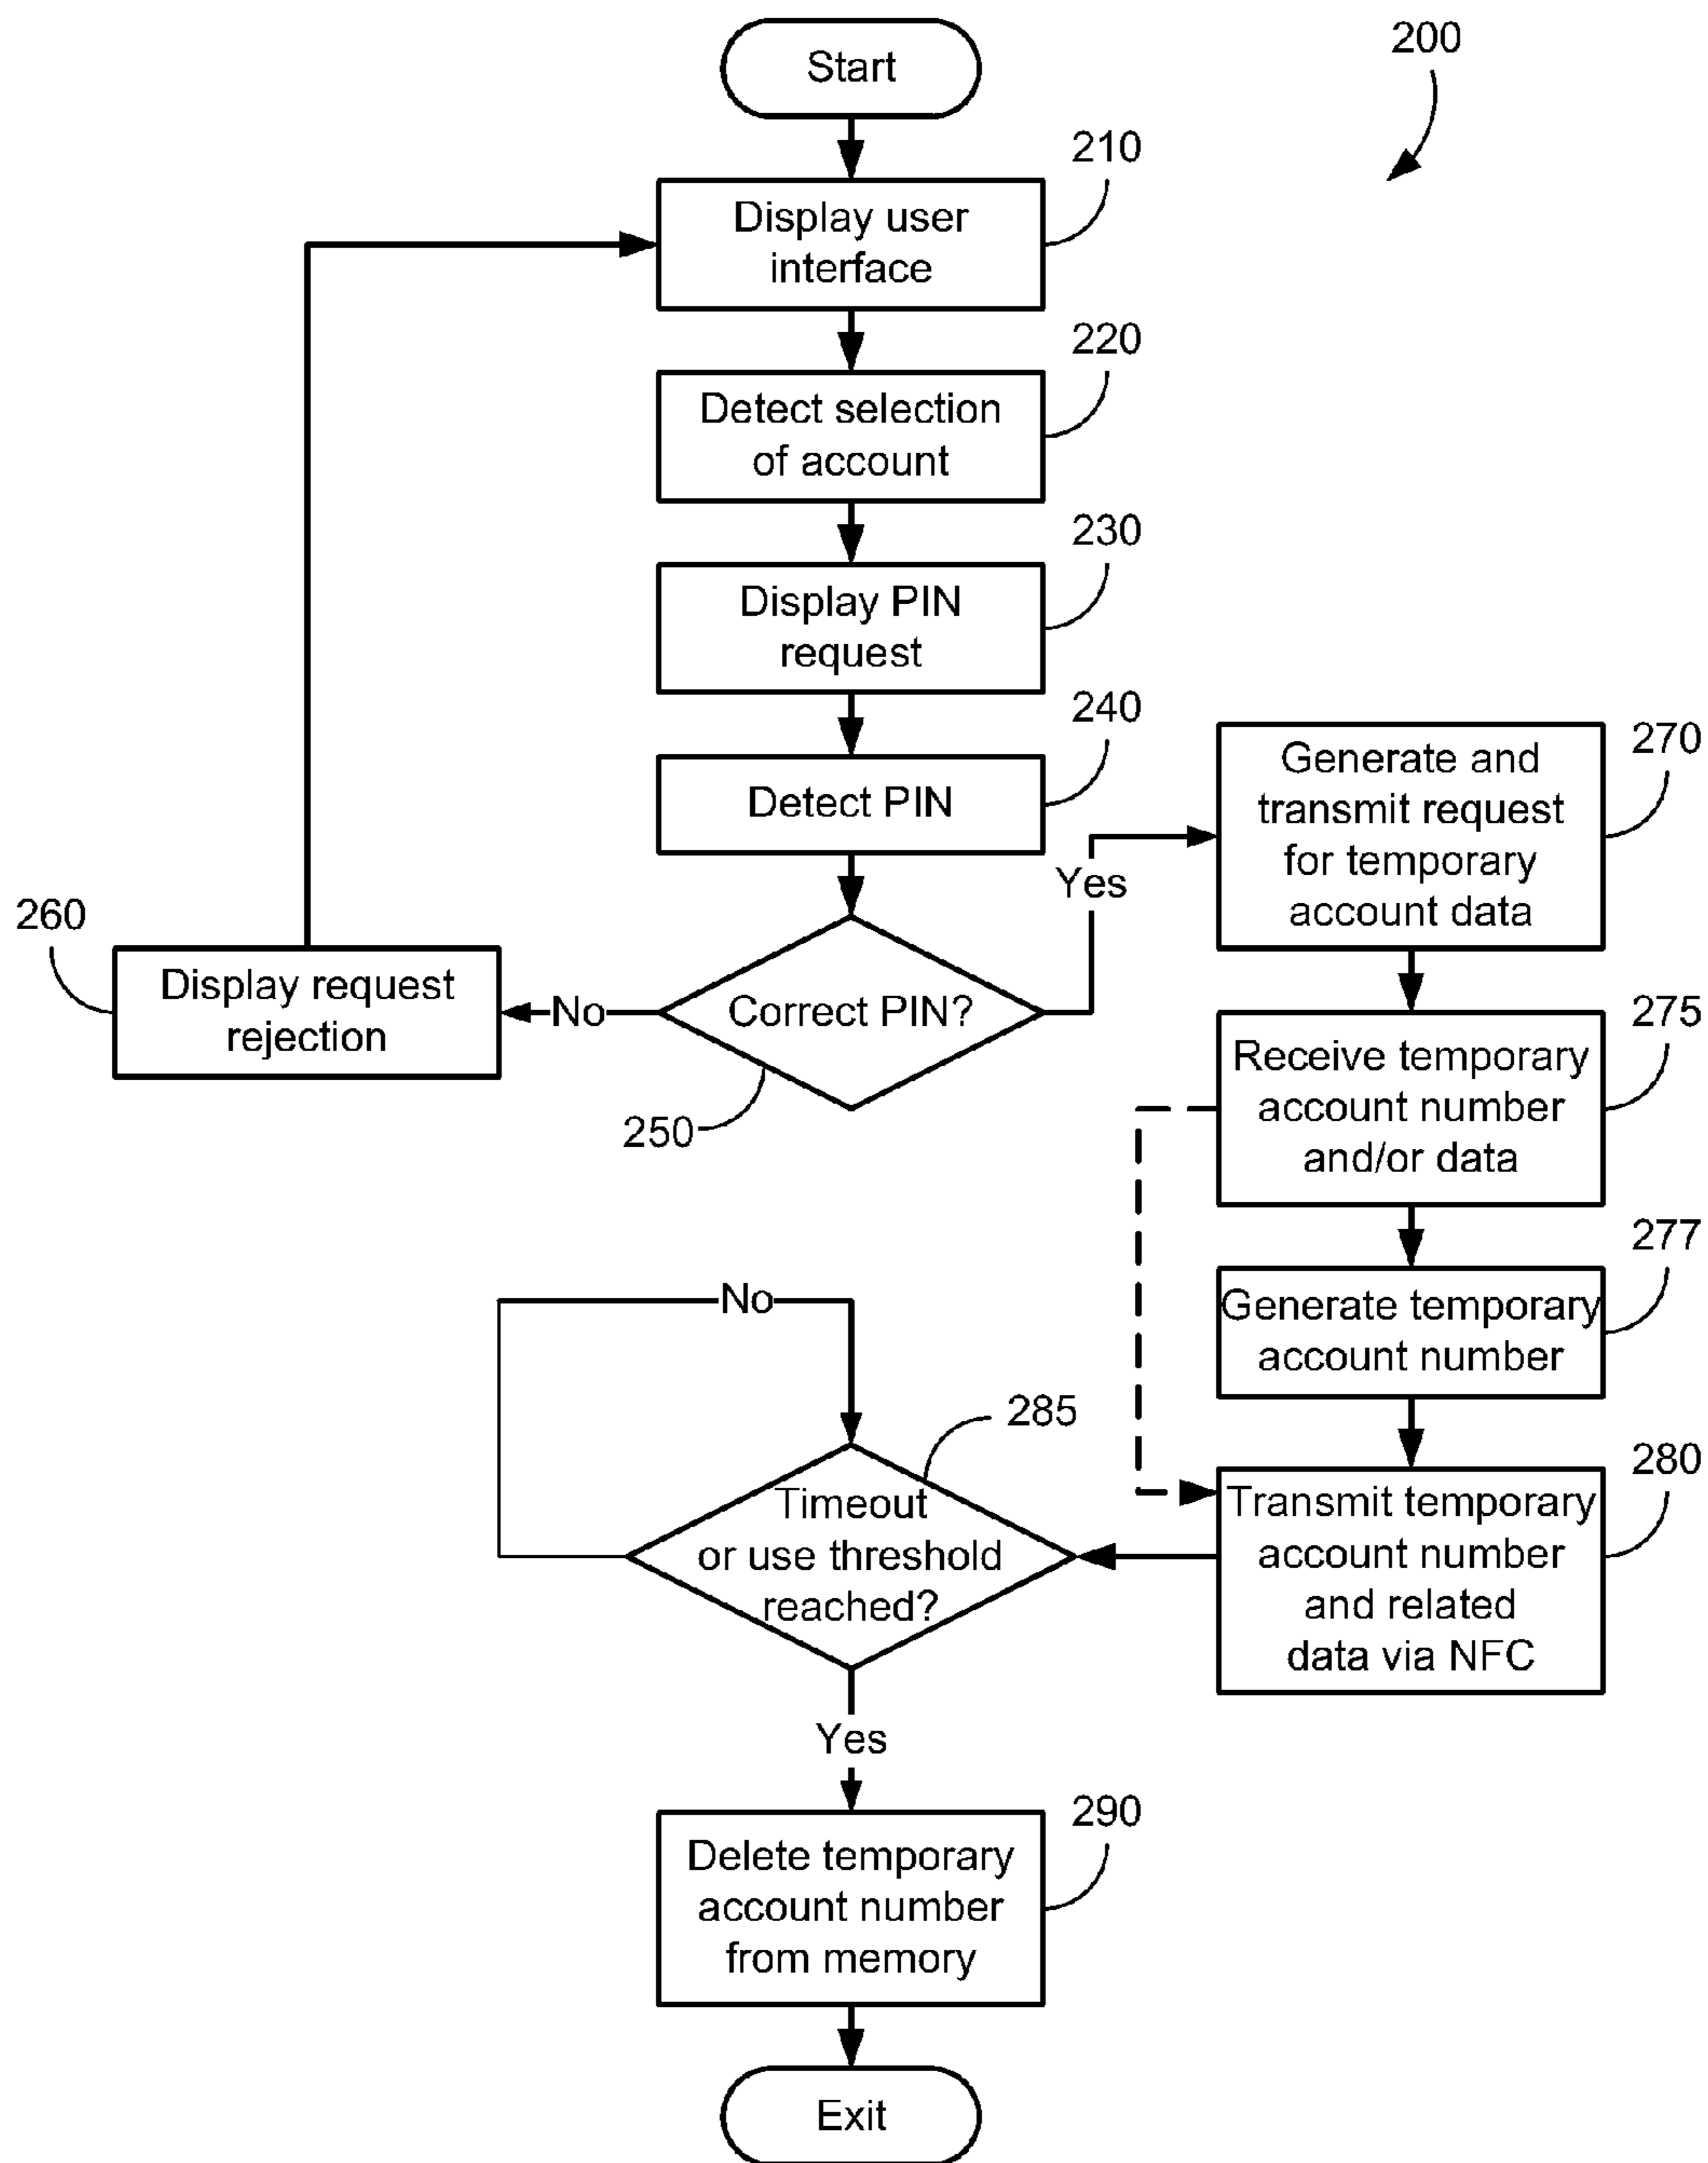 Start
200
210
Display user
interface
220
Detect selection
of account
230
Display PIN
request
240
Detect PIN
270
Generate and
transmit request
for temporary
account data
Yes
260
Display request
rejection
No
Correct PIN?
250
275
Receive temporary
account number
and/or data
277
Generate temporary
account number
No
285
Timeout
or use threshold
reached?
280
Transmit temporary
account number
and related
data via NFC
Yes
290
Delete temporary
account number
from memory
Exit